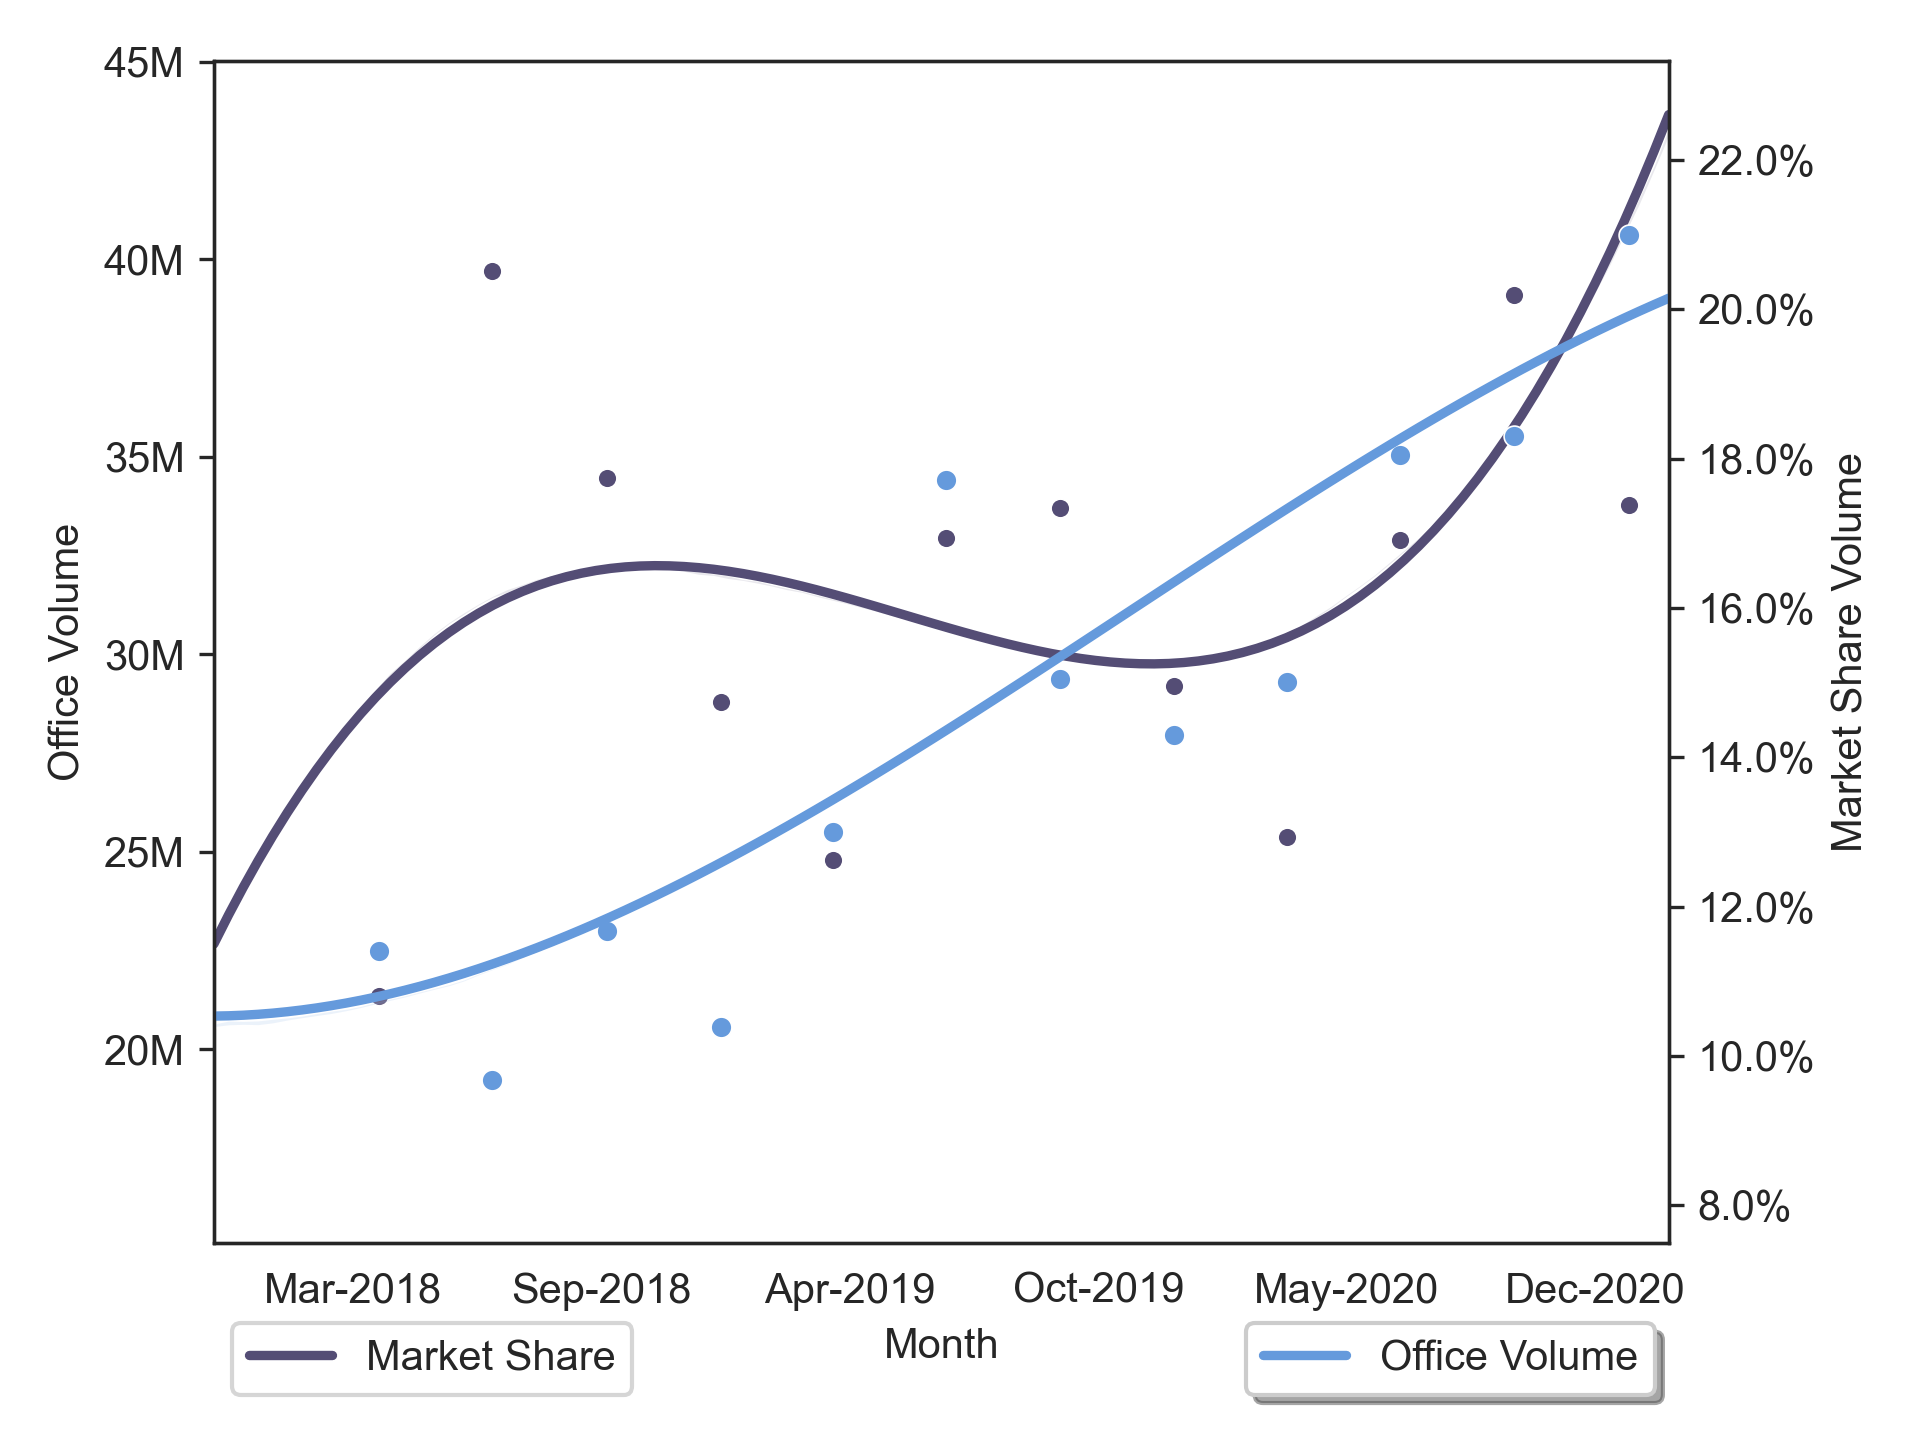 45M
40M
35M
30M
25M
20M
Office Volume
22.0%
20.0%
18.0%
16.0%
14.0%
12.0%
10.0%
8.0%
Market Share Volume
Mar-2018 Sep-2018 Apr-2019 Oct-2019 May-2020 Dec-2020
Month
Market Share
Office Volume